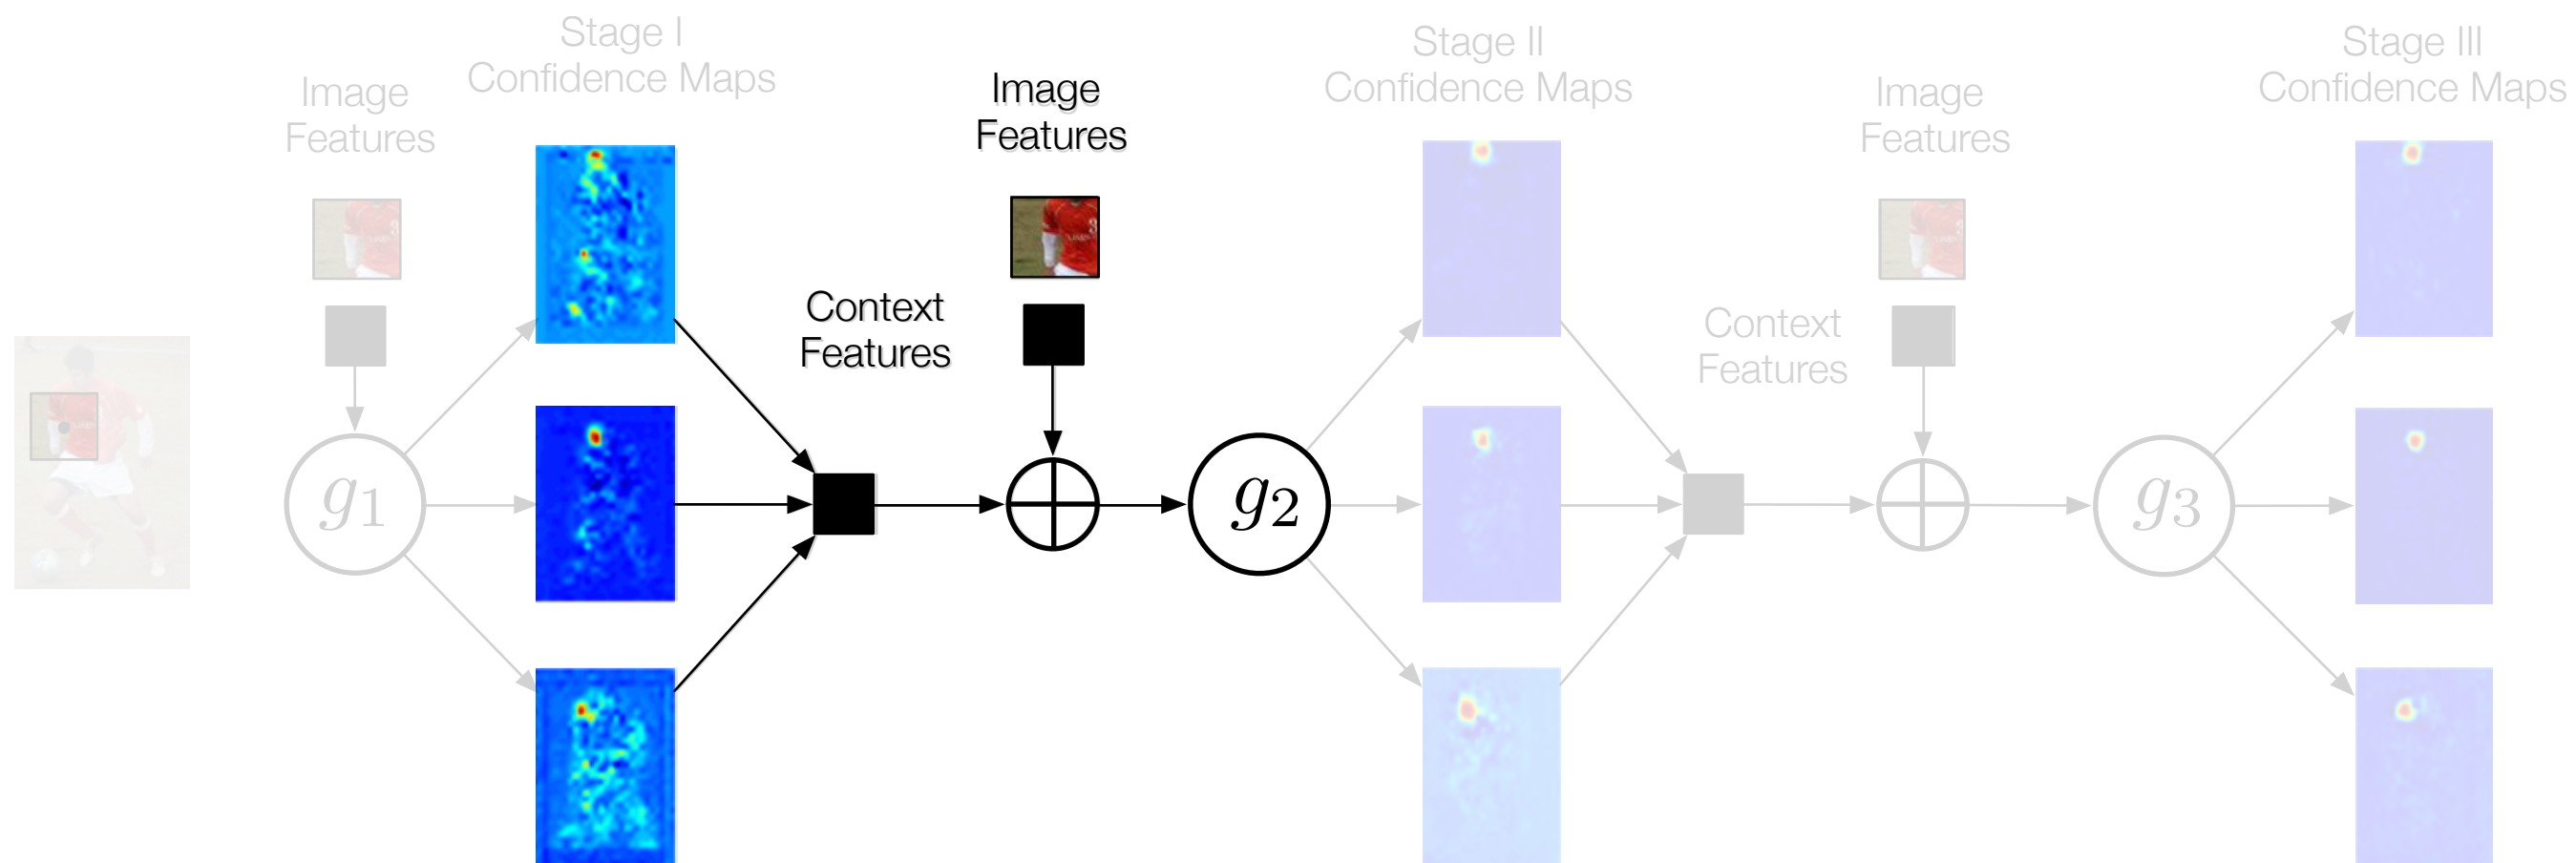 Stage I
Confidence Maps
Image
Features
Image
Features
Stage II
Confidence Maps
Image
Features
Stage III
Confidence Maps
Context
Features
Context
Features
g1
g2
g3